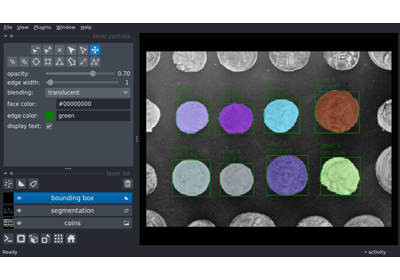 File View Plugins Window Help
layer controls
opacity: 0.70
edge width: 1
blending: translucent
face color: #00000000
edge color: green
display text:
layer list
bounding box
segmentation
coins
Ready
activity